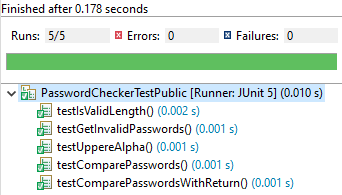 Finished after 0.178 seconds
Runs: 5/5 Errors: 0 Failures: 0
PasswordCheckerTestPublic [Runner: JUnit 5] (0.010 s)
testIsValidLength() (0.002 s)
testGetInvalidPasswords() (0.001 s)
testUppereAlpha() (0.001 s)
testComparePasswords() (0.001 s)
testComparePasswordsWithReturn() (0.001 s)